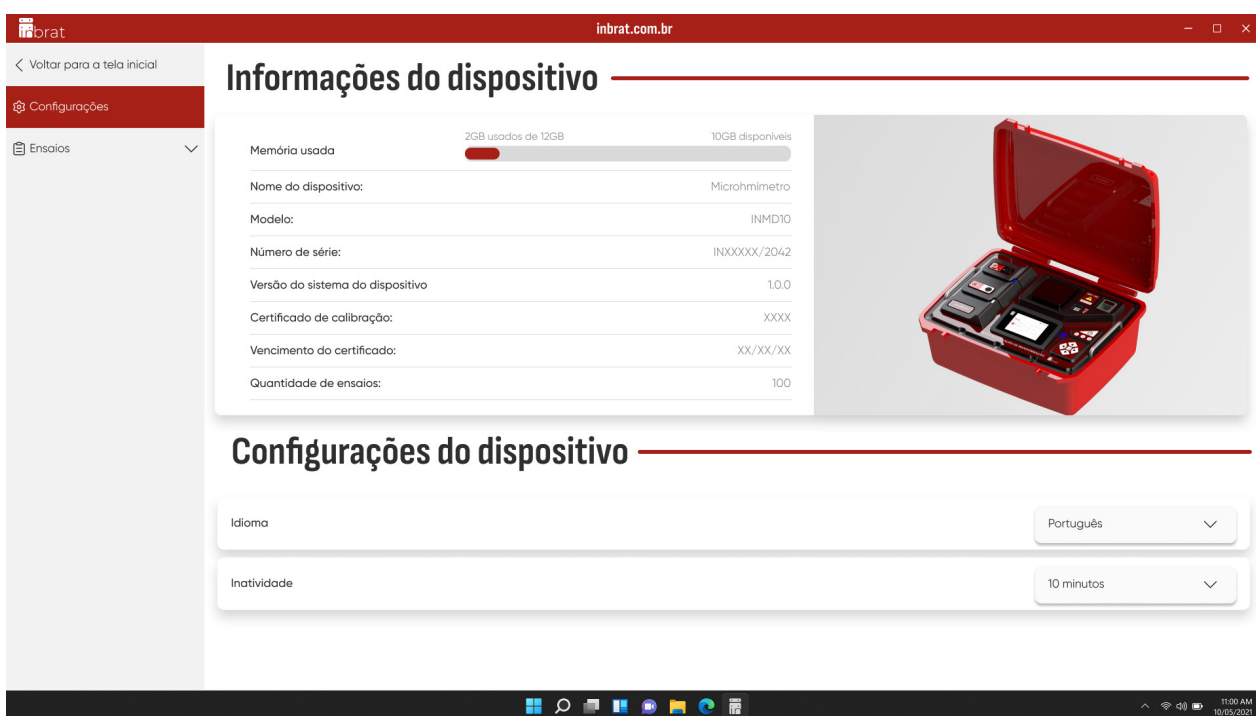 inbrat
inbrat.com.br
Voltar para a tela inicial
Configurações
Ensaios
Informações do dispositivo
2GB usados de 12GB
10GB disponíveis
Memória usada
Nome do dispositivo:
Microhmímetro
Modelo:
INMD10
Número de série:
INXXXXX/2042
Versão do sistema do dispositivo
1.0.0
Certificado de calibração:
XXXX
Vencimento do certificado:
XX/XX/XX
Quantidade de ensaios:
100
Configurações do dispositivo
Idioma
Português
Inatividade
10 minutos
11:00 AM
10/05/2021